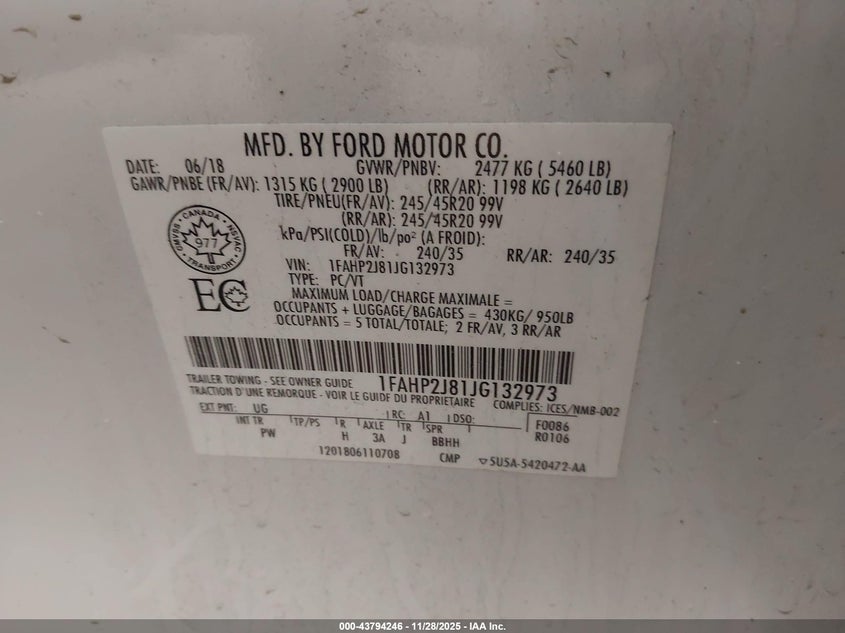 MFD. BY FORD MOTOR CO.
DATE: 06/18 GVWR/PNBV: 2477 KG ( 5460 LB)
GAWR/PNBE (FR/AV): 1315 KG ( 2900 LB) (RR/AR): 1198 KG ( 2640 LB)
TIRE/PNEU(FR/AV): 245/45R20 99V
(RR/AR): 245/45R20 99V
kPa/PSI(COLD)/lb/po² (A FROID):
FR/AV: 240/35 RR/AR: 240/35
VIN: 1FAHP2J81JG132973
TYPE: PC/VT
MAXIMUM LOAD/CHARGE MAXIMALE =
OCCUPANTS + LUGGAGE/BAGAGES = 430KG/ 950LB
OCCUPANTS = 5 TOTAL/TOTALE; 2 FR/AV, 3 RR/AR
CANADA
CMVSS 977 NSVAC
TRANSPORT
EC
1FAHP2J81JG132973
TRAILER TOWING - SEE OWNER GUIDE
TRACTION D'UNE REMORQUE - VOIR LE GUIDE DU PROPRIETAIRE
COMPLIES: ICES/NMB-002
EXT PNT: UG RC: A1 DSO: F0086
INT TR TP/PS R AXLE TR SPR R0106
PW H 3A J BBHH
1201806110708 CMP 5U5A-5420472-AA
000-43794246 - 11/28/2025 - IAA Inc.